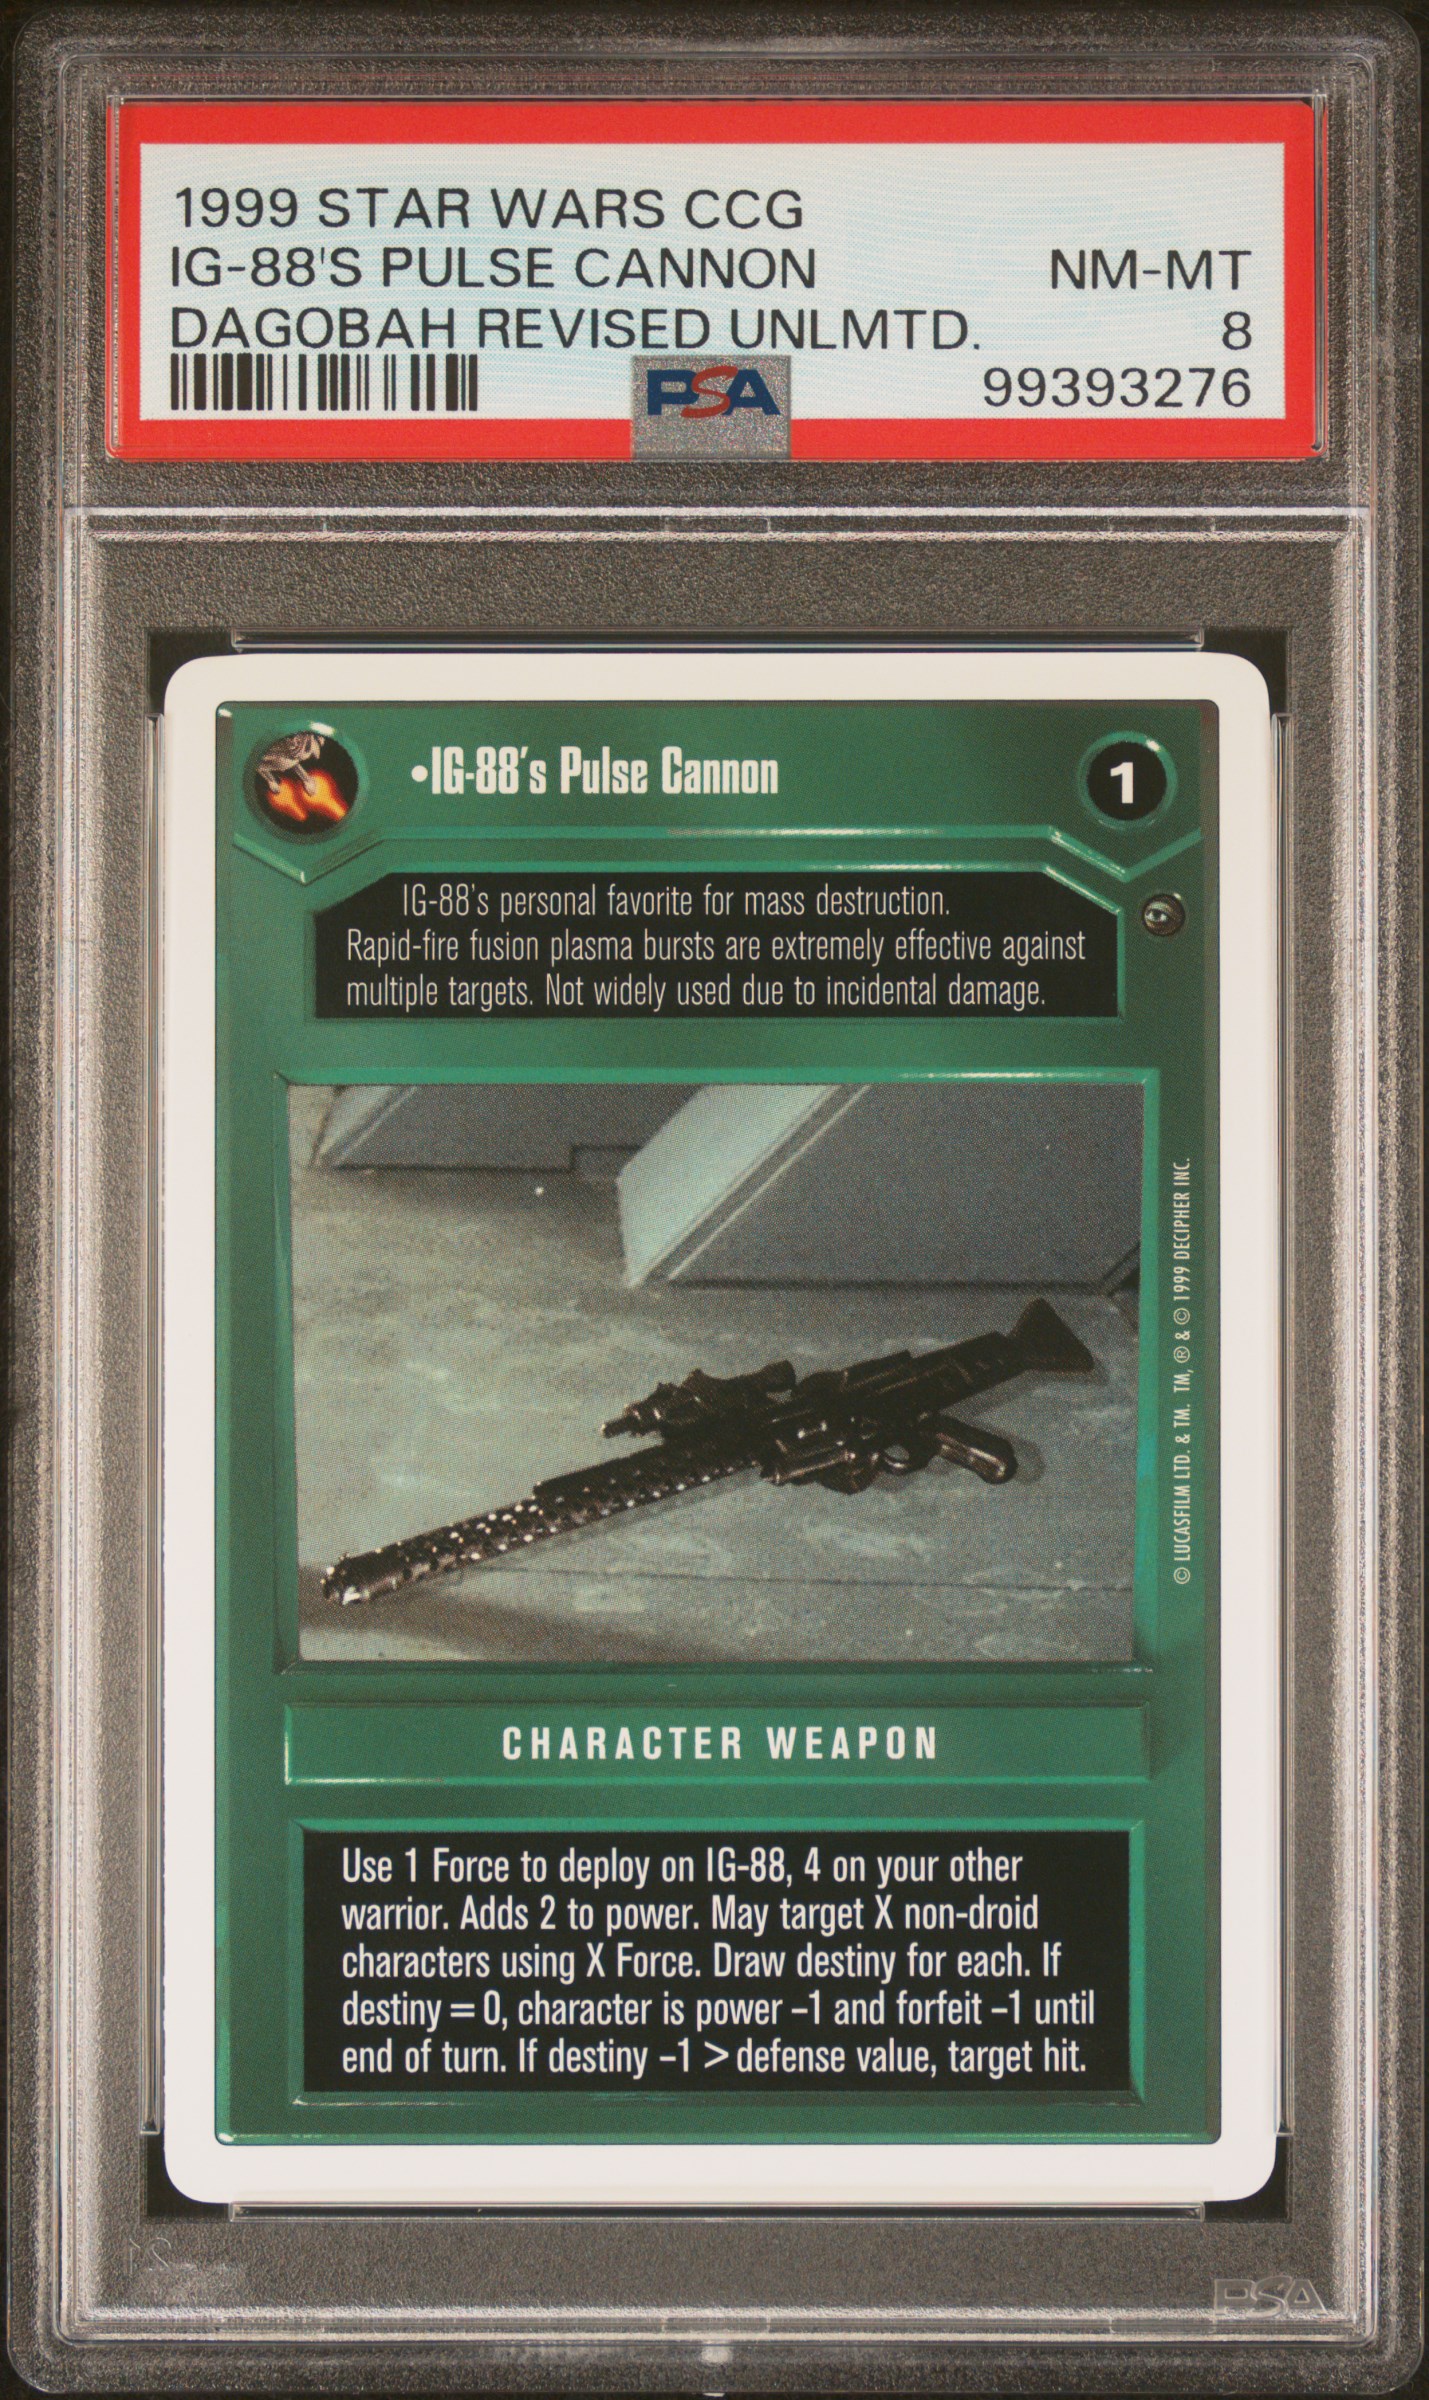 1999 STAR WARS CCG
IG-88'S PULSE CANNON NM-MT
DAGOBAH REVISED UNLMTD. 8
PSA 99393276
•IG-88's Pulse Cannon 1
IG-88's personal favorite for mass destruction.
Rapid-fire fusion plasma bursts are extremely effective against
multiple targets. Not widely used due to incidental damage.
© LUCASFILM LTD. & TM. TM, ® & © 1999 DECIPHER INC.
CHARACTER WEAPON
Use 1 Force to deploy on IG-88, 4 on your other
warrior. Adds 2 to power. May target X non-droid
characters using X Force. Draw destiny for each. If
destiny = 0, character is power –1 and forfeit –1 until
end of turn. If destiny –1 > defense value, target hit.
PSA